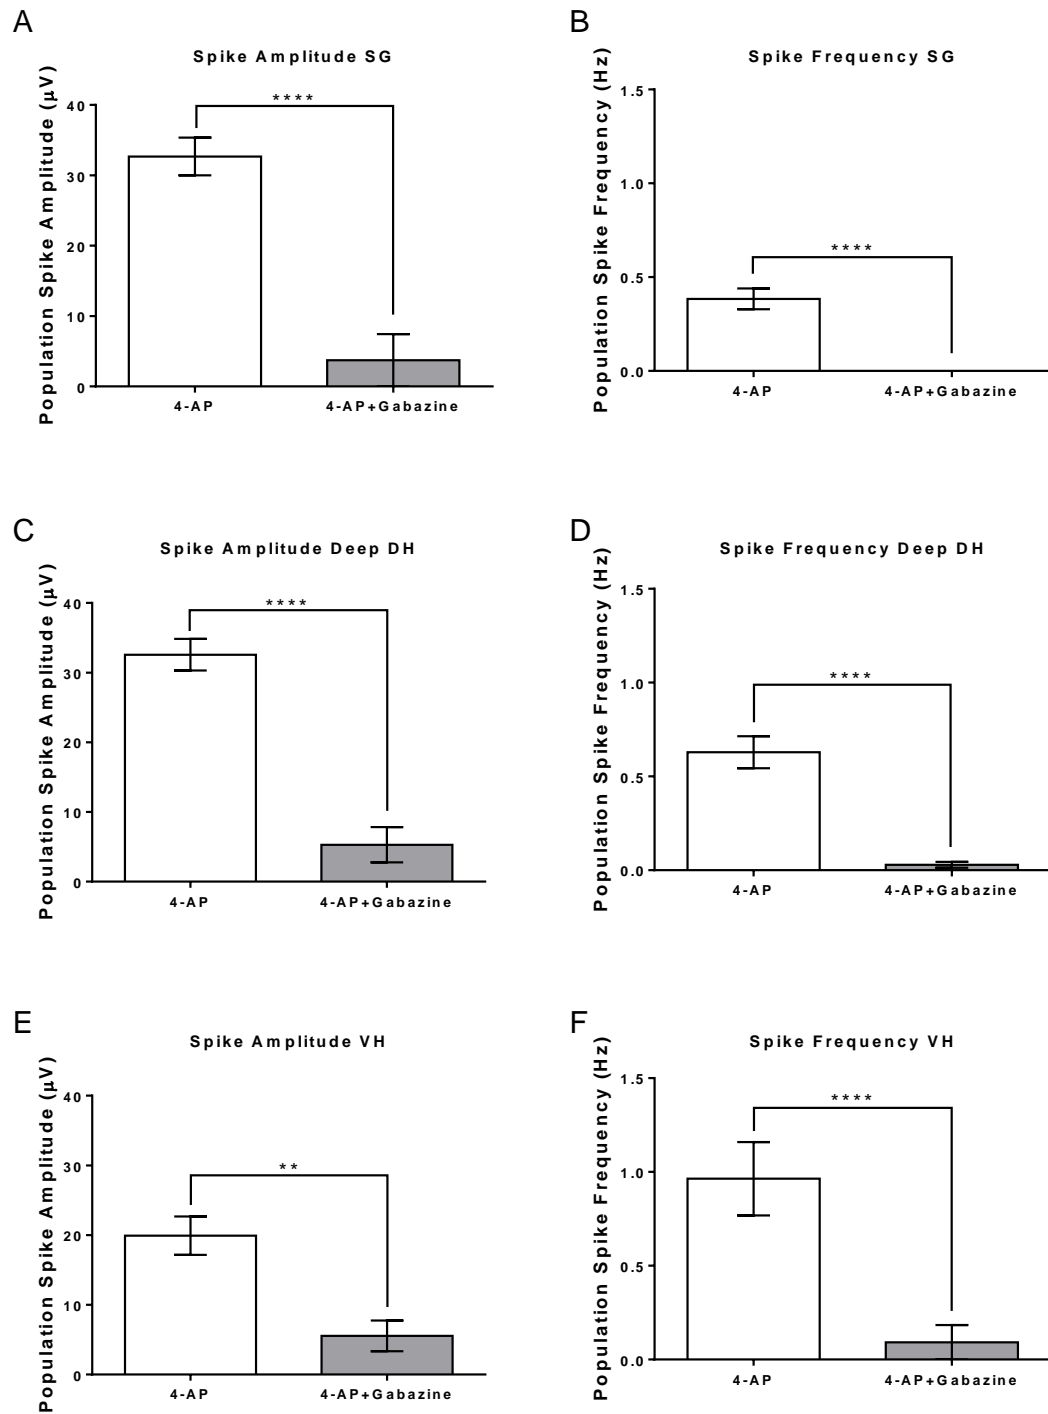 A
Spike Amplitude SG
Population Spike Amplitude (µV)
40
30
20
10
0
****
4-AP
4-AP+Gabazine
B
Spike Frequency SG
Population Spike Frequency (Hz)
1.5
1.0
0.5
0.0
****
4-AP
4-AP+Gabazine
C
Spike Amplitude Deep DH
Population Spike Amplitude (µV)
40
30
20
10
0
****
4-AP
4-AP+Gabazine
D
Spike Frequency Deep DH
Population Spike Frequency (Hz)
1.5
1.0
0.5
0.0
****
4-AP
4-AP+Gabazine
E
Spike Amplitude VH
Population Spike Amplitude (µV)
40
30
20
10
0
**
4-AP
4-AP+Gabazine
F
Spike Frequency VH
Population Spike Frequency (Hz)
1.5
1.0
0.5
0.0
****
4-AP
4-AP+Gabazine